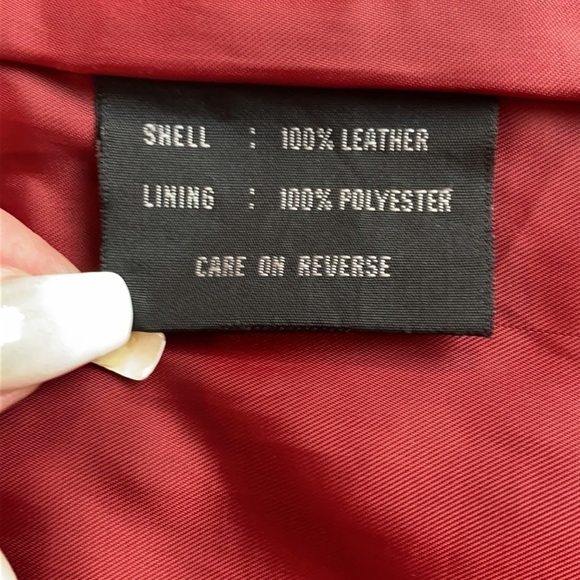 SHELL : 100% LEATHER
LINING : 100% POLYESTER
CARE ON REVERSE